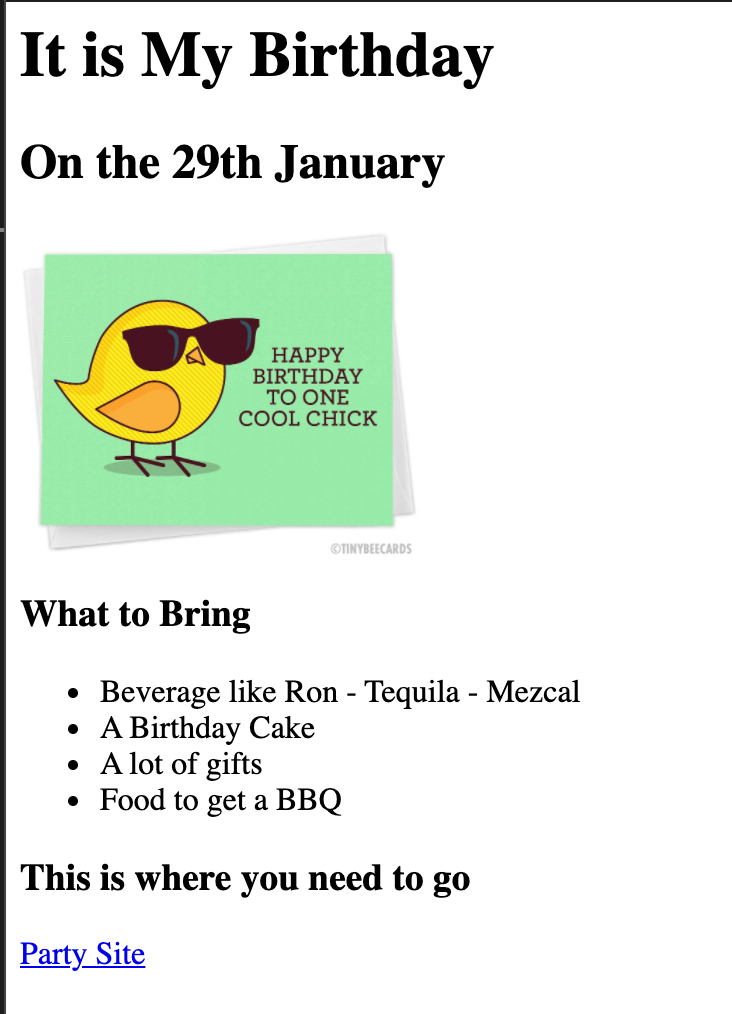 It is My Birthday
On the 29th January
HAPPY
BIRTHDAY
TO ONE
COOL CHICK
©TINYBEECARDS
What to Bring
Beverage like Ron - Tequila - Mezcal
A Birthday Cake
A lot of gifts
Food to get a BBQ
This is where you need to go
Party Site